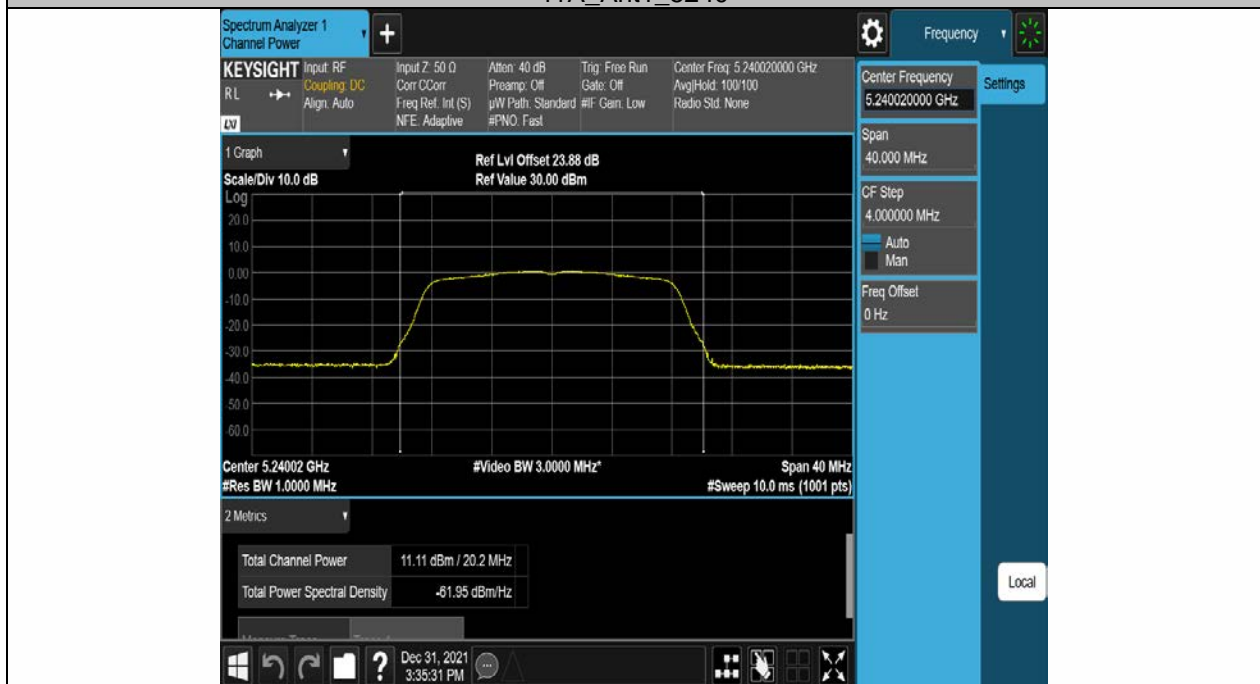 Spectrum Analyzer 1
Channel Power
+
Frequency
KEYSIGHT
RL
LXI
Input: RF
Coupling: DC
Align: Auto
Input Z: 50 Ω
Corr CCorr
Freq Ref: Int (S)
NFE: Adaptive
Atten: 40 dB
Preamp: Off
µW Path: Standard
#PNO: Fast
Trig: Free Run
Gate: Off
#IF Gain: Low
Center Freq: 5.240020000 GHz
Avg|Hold: 100/100
Radio Std: None
Center Frequency
5.240020000 GHz
Settings
Span
40.000 MHz
CF Step
4.000000 MHz
Auto
Man
Freq Offset
0 Hz
1 Graph
Scale/Div 10.0 dB
Ref Lvl Offset 23.88 dB
Ref Value 30.00 dBm
Log
20.0
10.0
0.00
-10.0
-20.0
-30.0
-40.0
-50.0
-60.0
Center 5.24002 GHz
#Video BW 3.0000 MHz*
Span 40 MHz
#Res BW 1.0000 MHz
#Sweep 10.0 ms (1001 pts)
2 Metrics
Total Channel Power 11.11 dBm / 20.2 MHz
Total Power Spectral Density -61.95 dBm/Hz
Local
?
Dec 31, 2021
3:35:31 PM